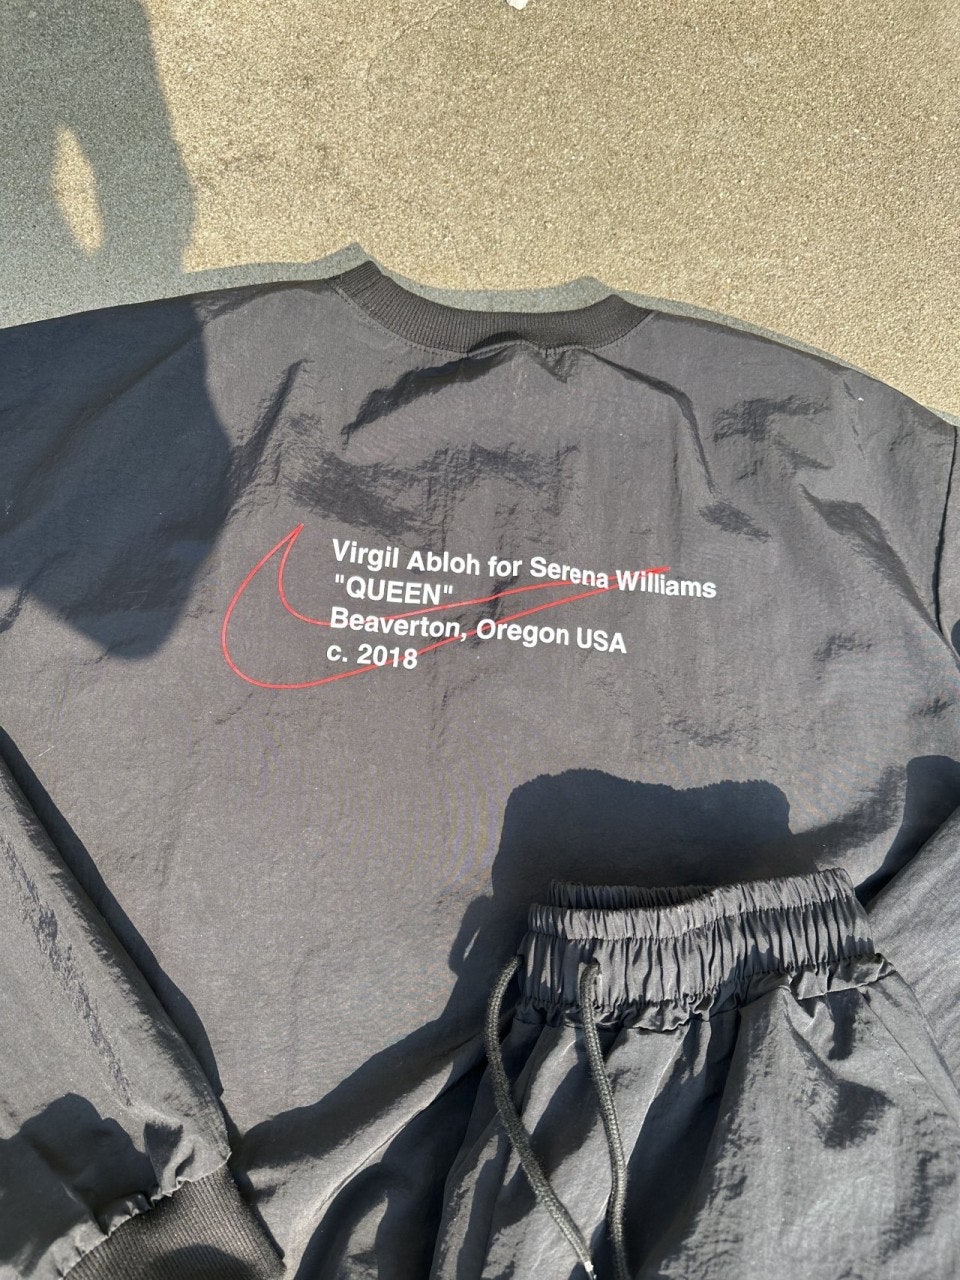 Virgil Abloh for Serena Williams
"QUEEN"
Beaverton, Oregon USA
c. 2018